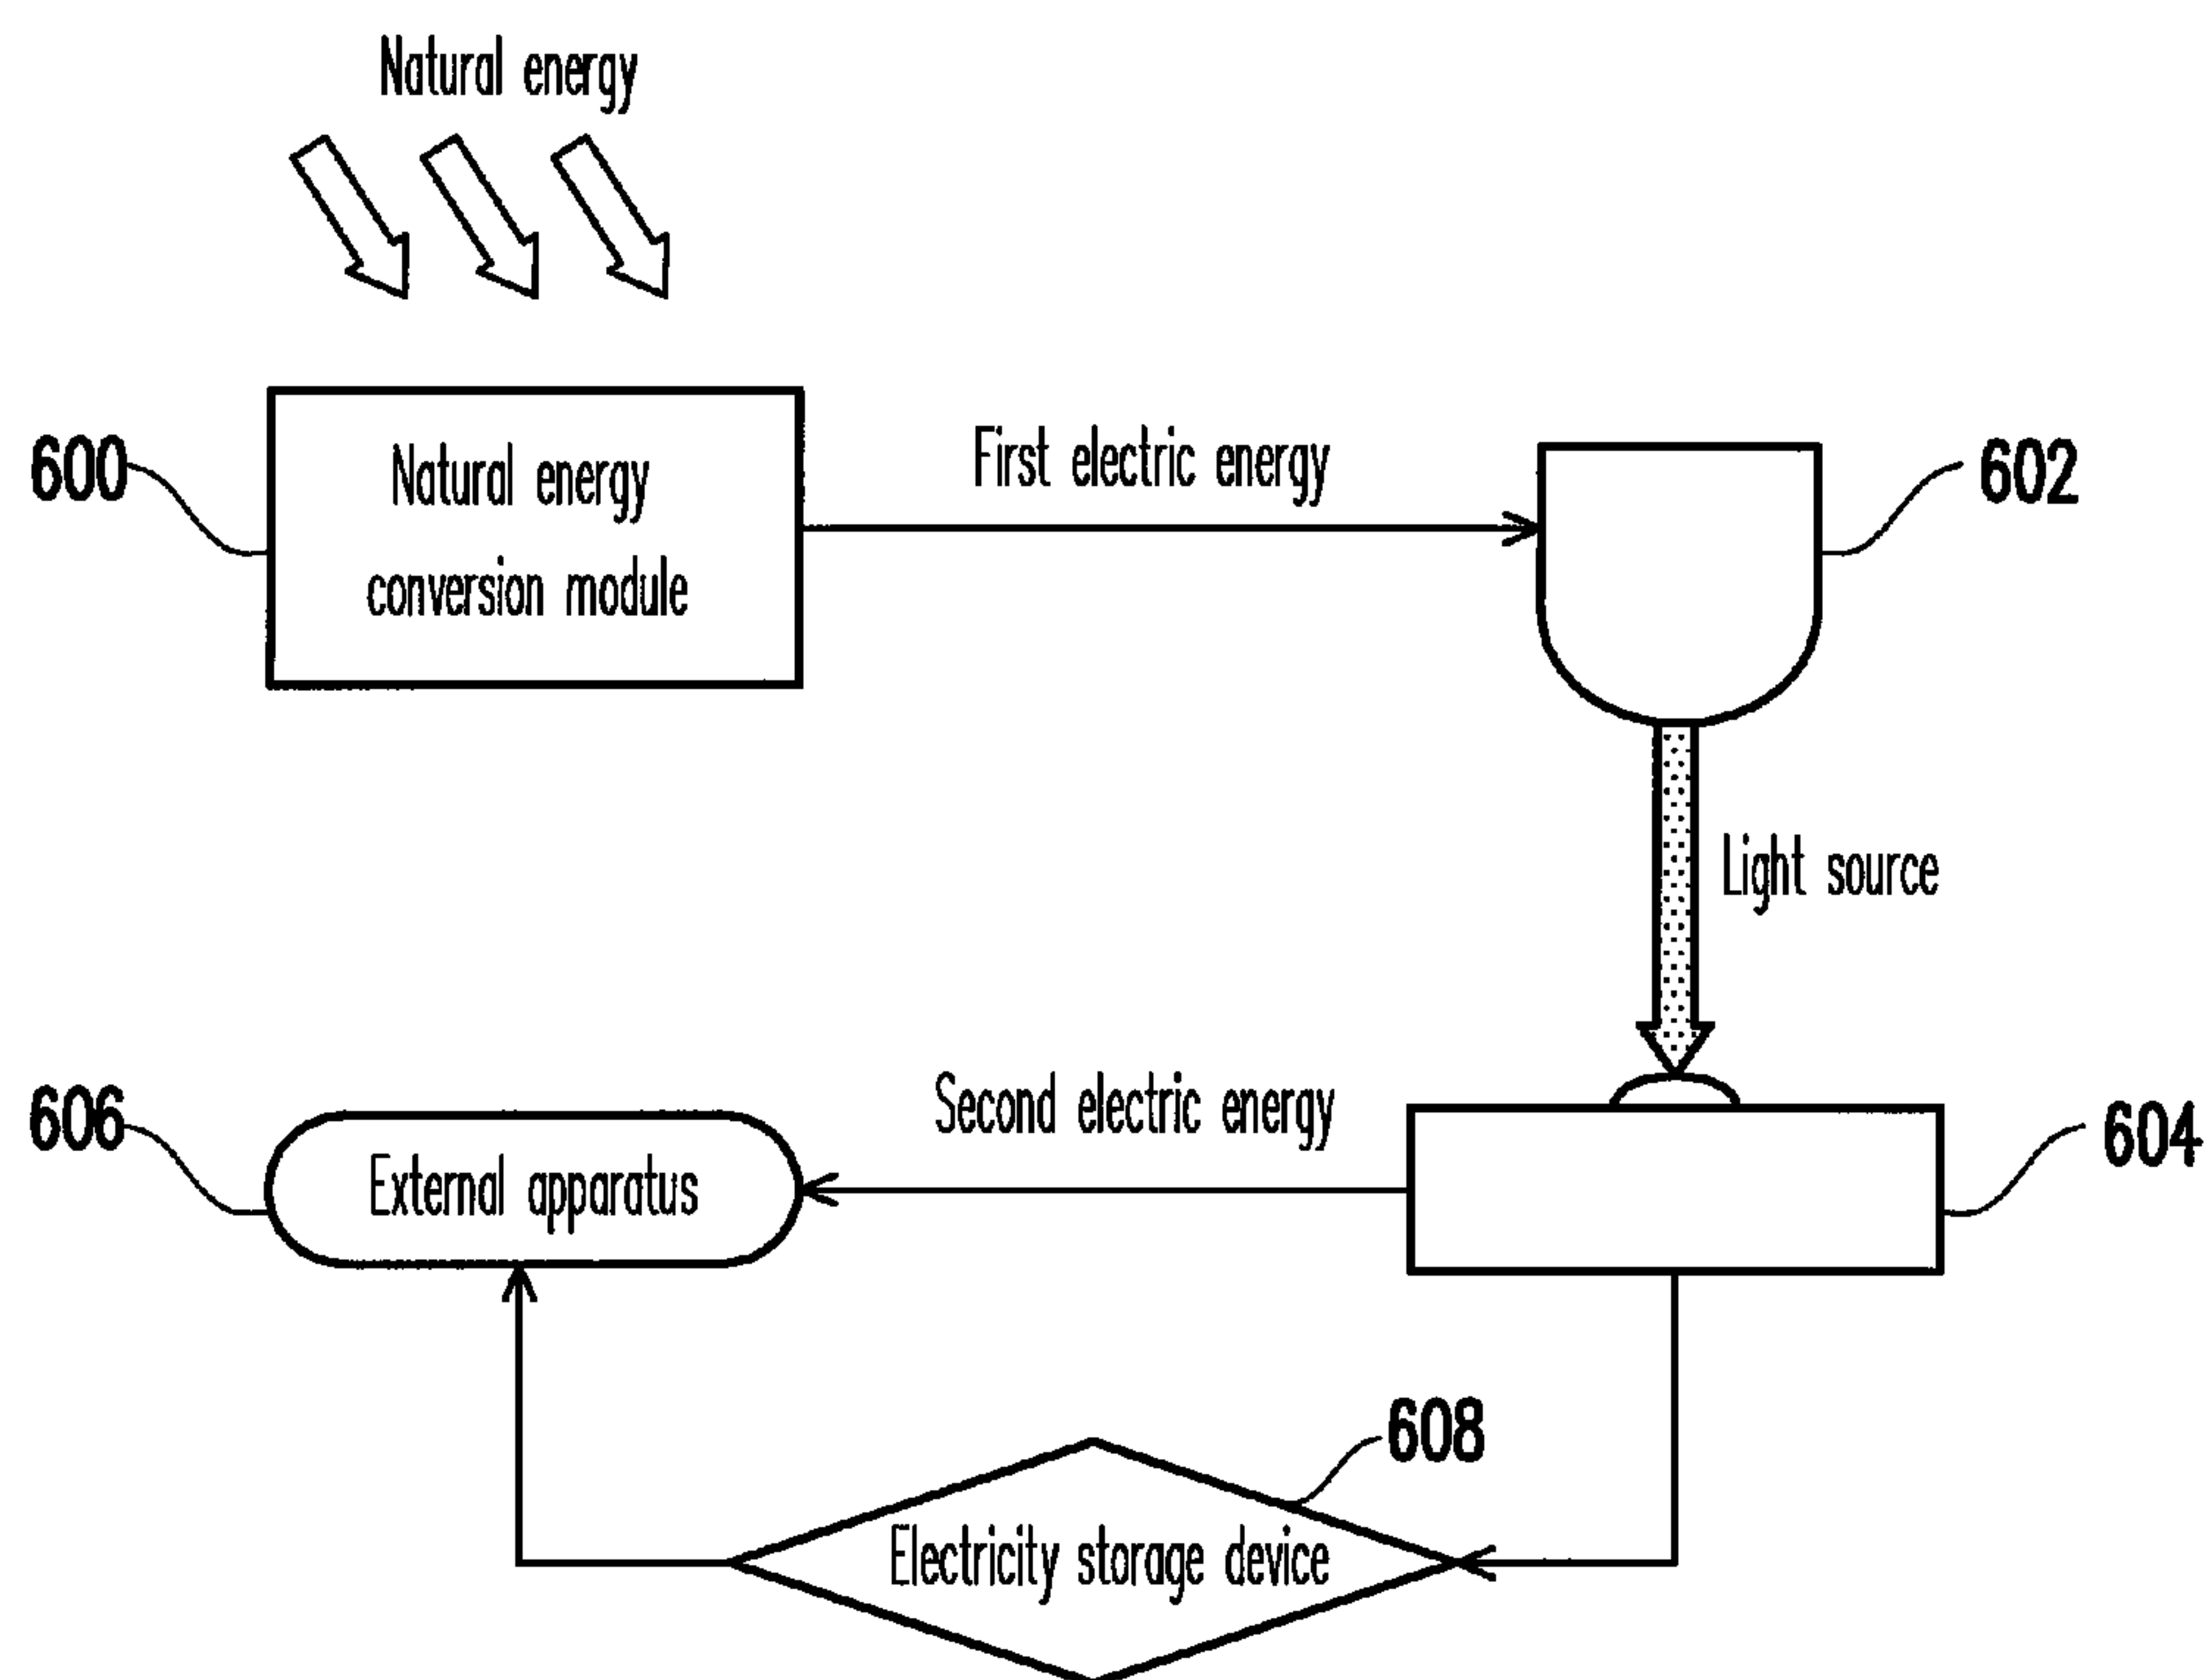 Natural energy
600
Natural energy
conversion module
First electric energy
602
Light source
606
External apparatus
Second electric energy
604
608
Electricity storage device